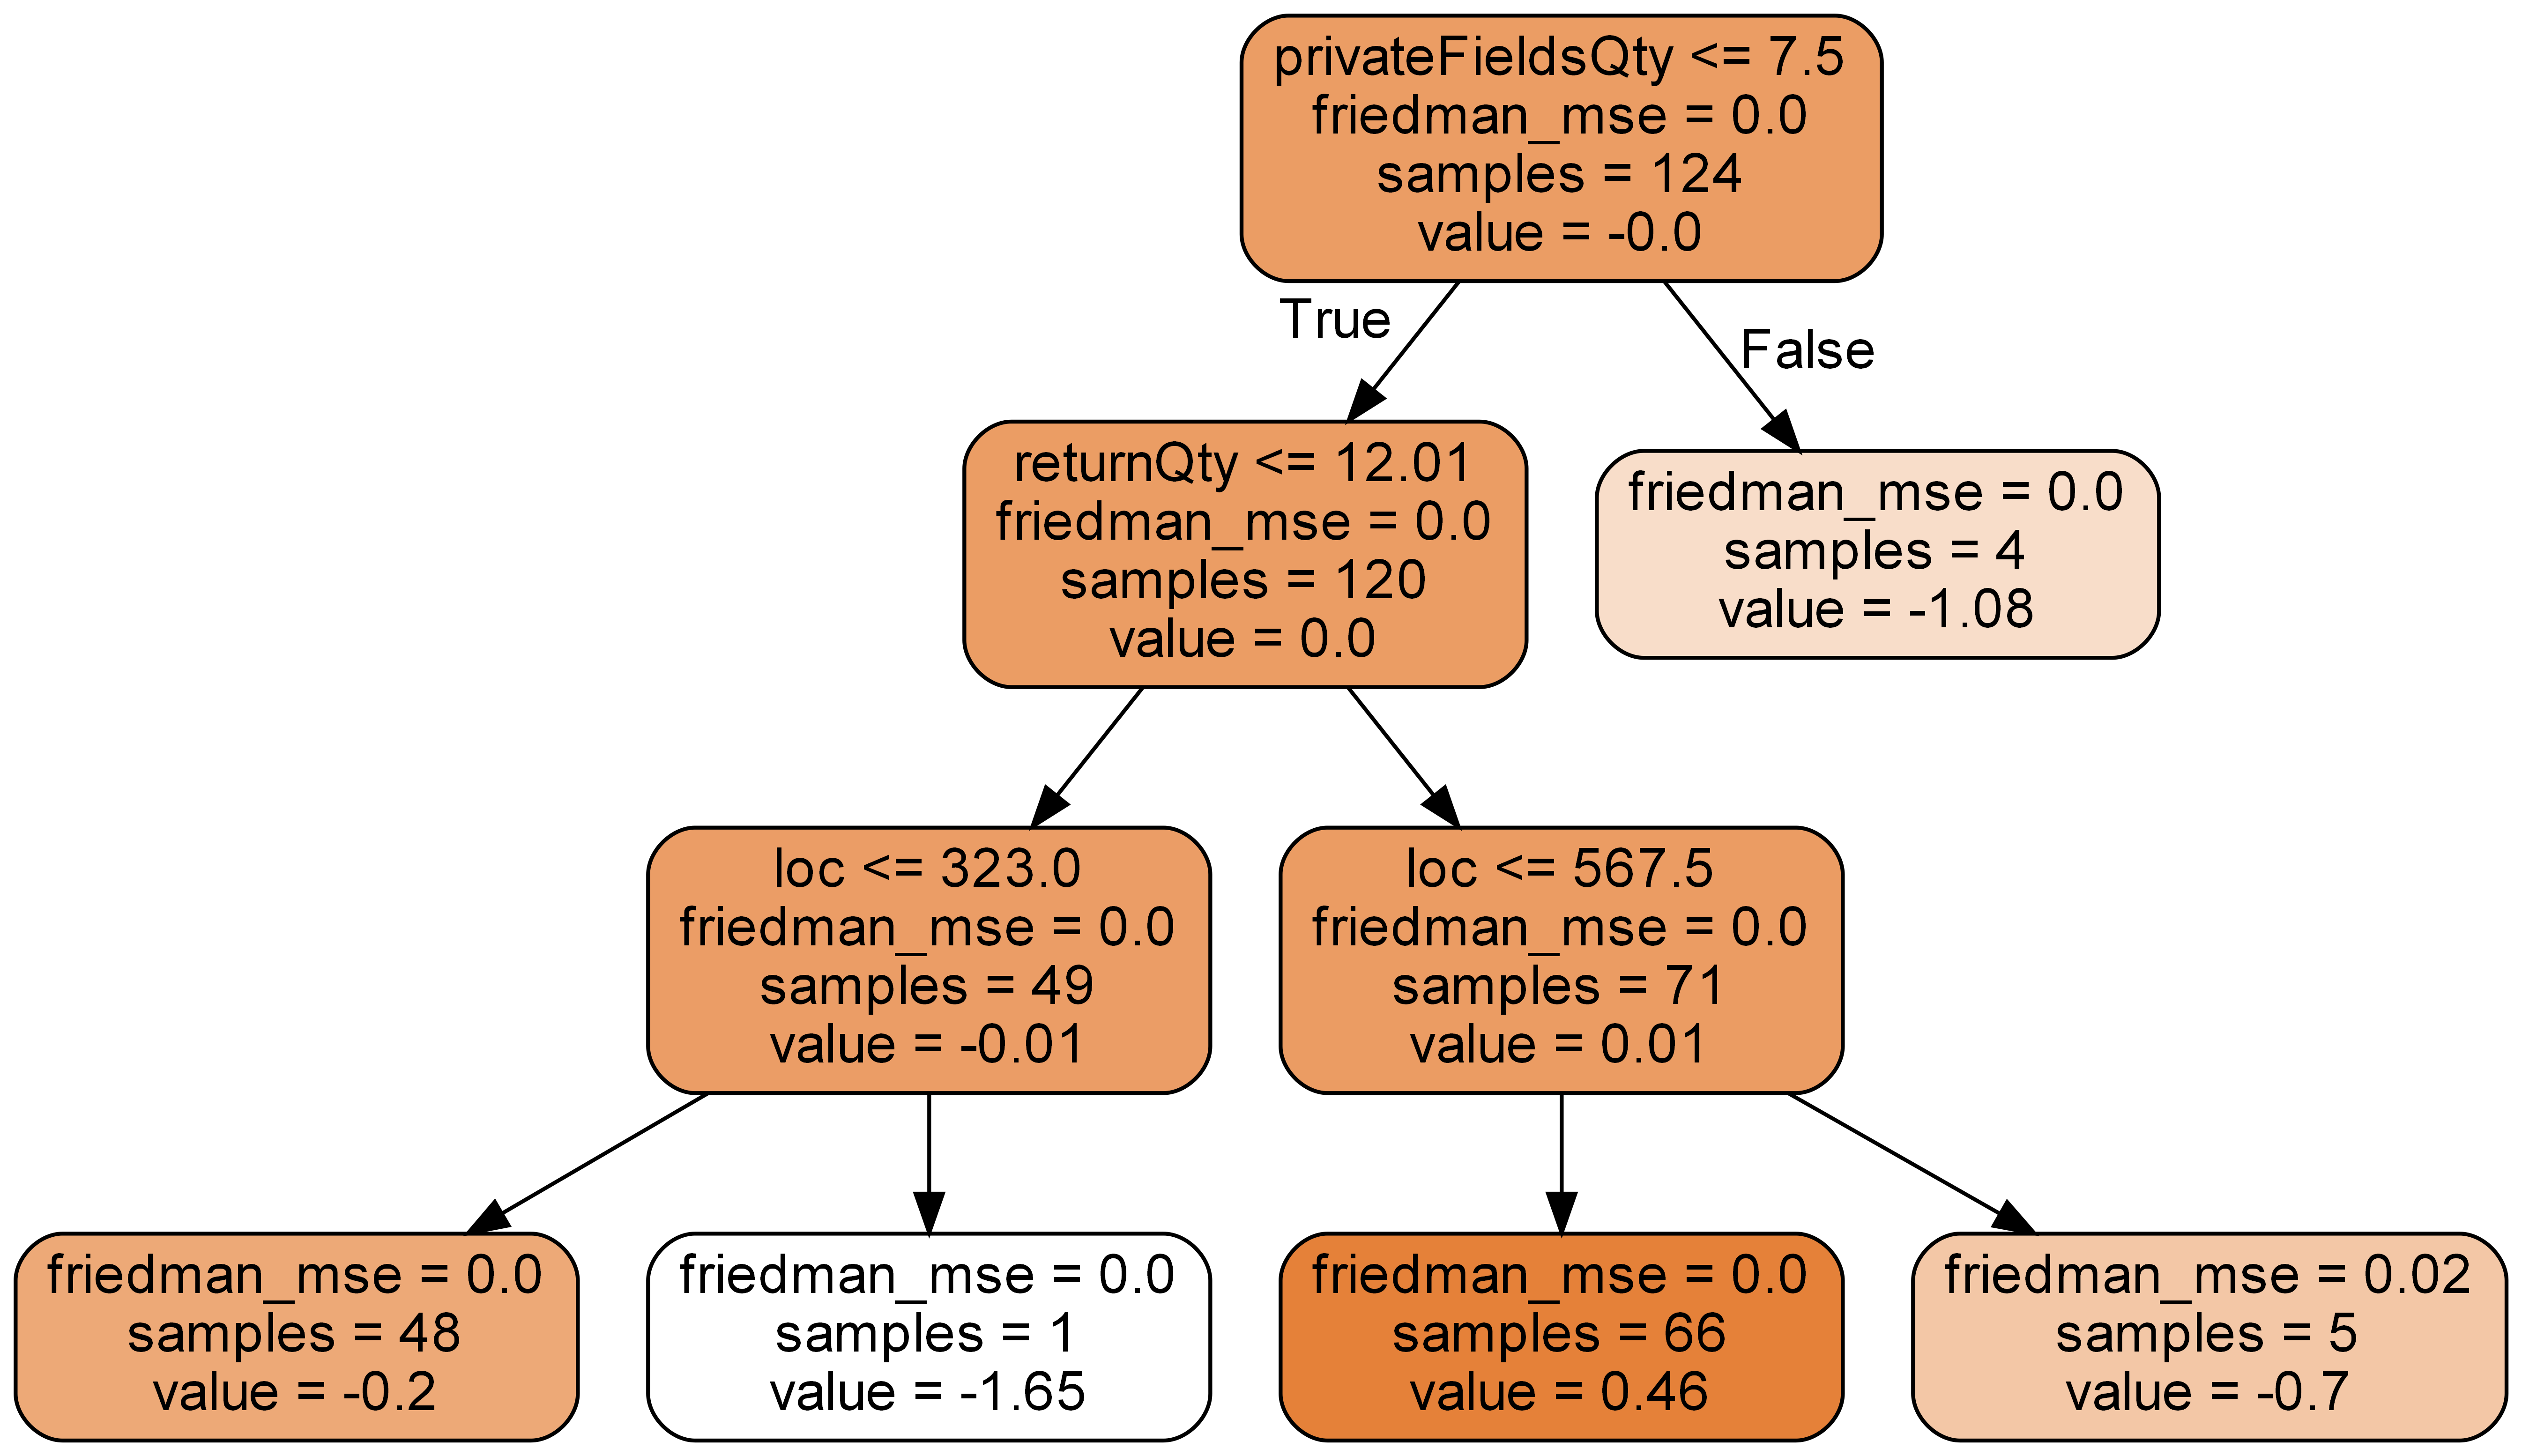 privateFieldsQty <= 7.5
friedman_mse = 0.0
samples = 124
value = -0.0
True
False
returnQty <= 12.01
friedman_mse = 0.0
samples = 120
value = 0.0
friedman_mse = 0.0
samples = 4
value = -1.08
loc <= 323.0
friedman_mse = 0.0
samples = 49
value = -0.01
loc <= 567.5
friedman_mse = 0.0
samples = 71
value = 0.01
friedman_mse = 0.0
samples = 48
value = -0.2
friedman_mse = 0.0
samples = 1
value = -1.65
friedman_mse = 0.0
samples = 66
value = 0.46
friedman_mse = 0.02
samples = 5
value = -0.7